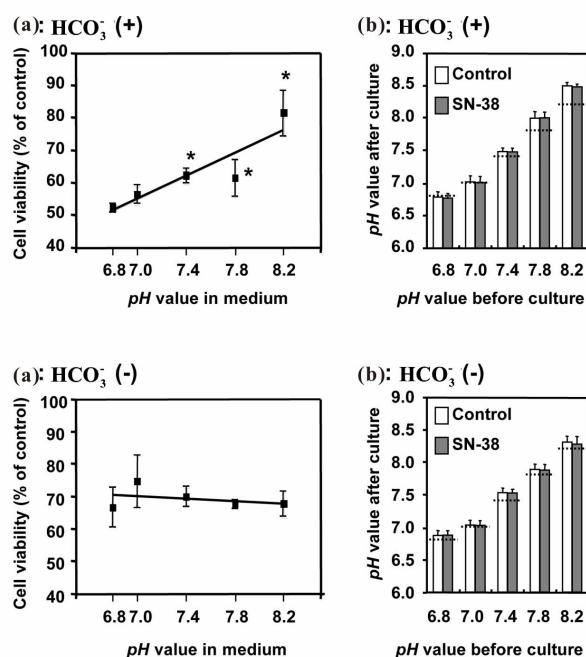 (a): HCO₃⁻ (+)
Cell viability (% of control)
100
90
80
70
60
50
40
*
*
*
6.8 7.0 7.4 7.8 8.2
pH value in medium
(b): HCO₃⁻ (+)
pH value after culture
9.0
8.5
8.0
7.5
7.0
6.5
6.0
Control
SN-38
6.8 7.0 7.4 7.8 8.2
pH value before culture
(a): HCO₃⁻ (-)
Cell viability (% of control)
100
90
80
70
60
50
40
6.8 7.0 7.4 7.8 8.2
pH value in medium
(b): HCO₃⁻ (-)
pH value after culture
9.0
8.5
8.0
7.5
7.0
6.5
6.0
Control
SN-38
6.8 7.0 7.4 7.8 8.2
pH value before culture